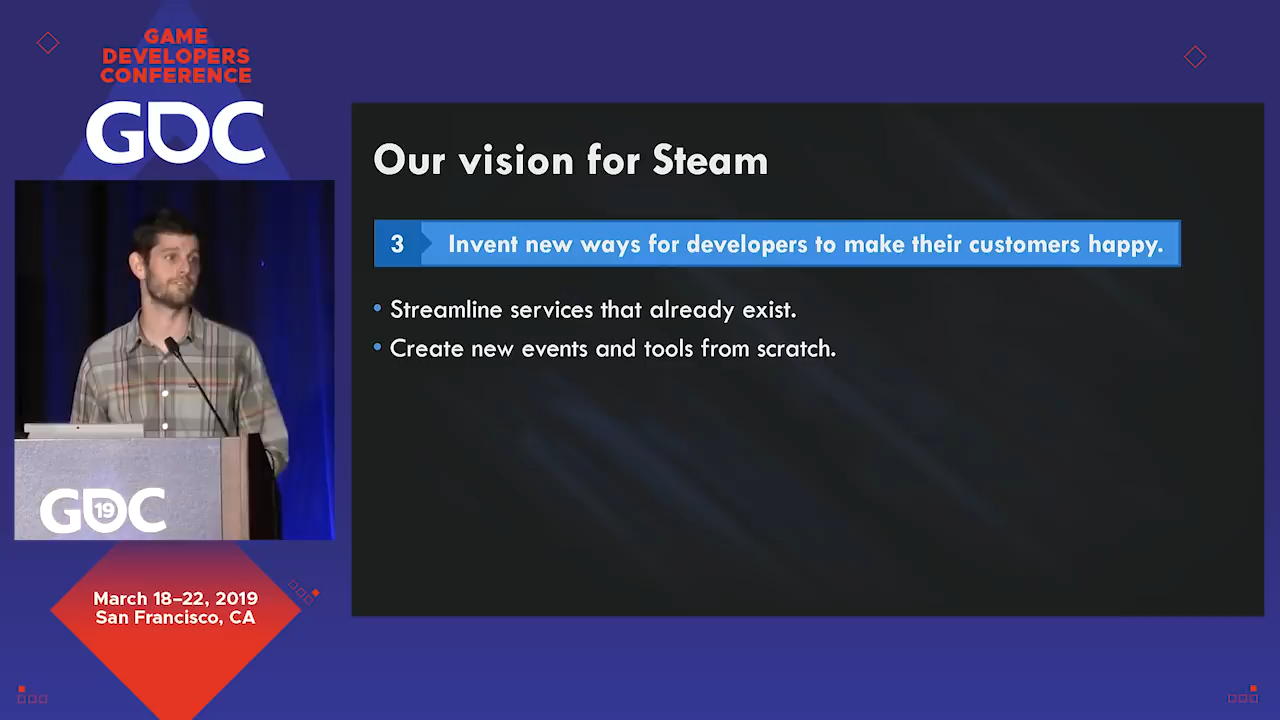 GAME
DEVELOPERS
CONFERENCE
GDC
Our vision for Steam
3 Invent new ways for developers to make their customers happy.
• Streamline services that already exist.
• Create new events and tools from scratch.
GDC 19
March 18–22, 2019
San Francisco, CA